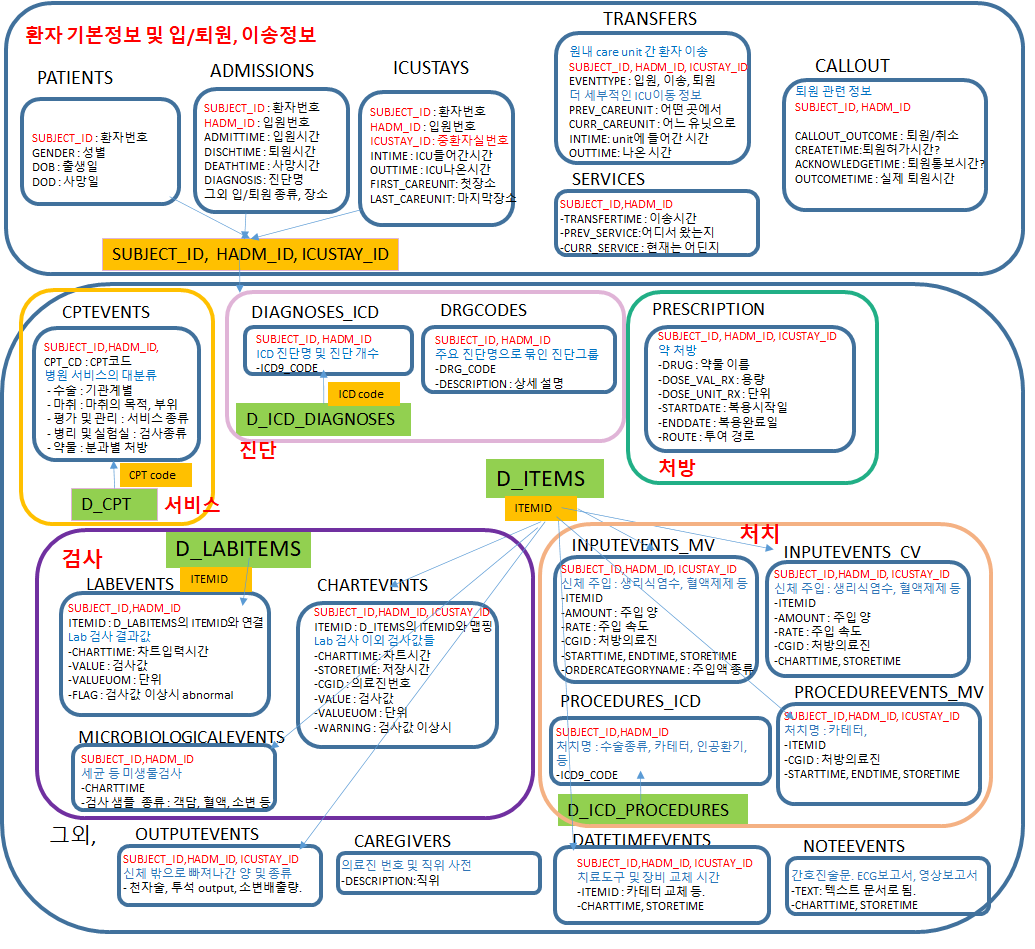 환자 기본정보 및 입/퇴원, 이송정보
PATIENTS
SUBJECT_ID : 환자번호
GENDER : 성별
DOB : 출생일
DOD : 사망일
ADMISSIONS
SUBJECT_ID : 환자번호
HADM_ID : 입원번호
ADMITTIME : 입원시간
DISCHTIME : 퇴원시간
DEATHTIME : 사망시간
DIAGNOSIS : 진단명
그외 입/퇴원 종류, 장소
ICUSTAYS
SUBJECT_ID : 환자번호
HADM_ID : 입원번호
ICUSTAY_ID : 중환자실번호
INTIME : ICU들어간시간
OUTTIME : ICU나온시간
FIRST_CAREUNIT : 첫장소
LAST_CAREUNIT: 마지막장소
TRANSFERS
원내 care unit 간 환자 이송
SUBJECT_ID, HADM_ID, ICUSTAY_ID
EVENTTYPE : 입원, 이송, 퇴원
더 세부적인 ICU이동 정보
PREV_CAREUNIT : 어떤 곳에서
CURR_CAREUNIT : 어느 유닛으로
INTIME: unit에 들어간 시간
OUTTIME: 나온 시간
SERVICES
SUBJECT_ID,HADM_ID
-TRANSFERTIME : 이송시간
-PREV_SERVICE:어디서 왔는지
-CURR_SERVICE : 현재는 어딘지
CALLOUT
퇴원 관련 정보
SUBJECT_ID, HADM_ID
CALLOUT_OUTCOME : 퇴원/취소
CREATETIME:퇴원허가시간?
ACKNOWLEDGETIME : 퇴원통보시간?
OUTCOMETIME : 실제 퇴원시간
SUBJECT_ID, HADM_ID, ICUSTAY_ID
CPTEVENTS
SUBJECT_ID,HADM_ID,
CPT_CD : CPT코드
병원 서비스의 대분류
- 수술 : 기관계별
- 마취 : 마취의 목적, 부위
- 평가 및 관리 : 서비스 종류
- 병리 및 실험실 : 검사종류
- 약물 : 분과별 처방
CPT code
D_CPT
서비스
DIAGNOSES_ICD
SUBJECT_ID, HADM_ID
ICD 진단명 및 진단 개수
-ICD9_CODE
ICD code
D_ICD_DIAGNOSES
진단
DRGCODES
SUBJECT_ID, HADM_ID
주요 진단명으로 묶인 진단그룹
-DRG_CODE
-DESCRIPTION : 상세 설명
PRESCRIPTION
SUBJECT_ID, HADM_ID, ICUSTAY_ID
약 처방
-DRUG : 약물 이름
-DOSE_VAL_RX : 용량
-DOSE_UNIT_RX : 단위
-STARTDATE : 복용시작일
-ENDDATE : 복용완료일
-ROUTE : 투여 경로
처방
D_ITEMS
ITEMID
검사
D_LABITEMS
ITEMID
LABEVENTS
SUBJECT_ID,HADM_ID
ITEMID : D_LABITEMS의 ITEMID와 연결
Lab 검사 결과값
-CHARTTIME: 차트입력시간
-VALUE : 검사값
-VALUEUOM : 단위
-FLAG : 검사값 이상시 abnormal
CHARTEVENTS
SUBJECT_ID,HADM_ID, ICUSTAY_ID
ITEMID : D_ITEMS의 ITEMID와 맵핑
Lab 검사 이외 검사값들
-CHARTTIME: 차트시간
-STORETIME : 저장시간
-CGID : 의료진번호
-VALUE : 검사값
-VALUEUOM : 단위
-WARNING : 검사값 이상시
MICROBIOLOGICALEVENTS
SUBJECT_ID,HADM_ID
세균 등 미생물검사
-CHARTTIME
-검사 샘플 종류 : 객담, 혈액, 소변 등
처치
INPUTEVENTS_MV
SUBJECT_ID,HADM_ID, ICUSTAY_ID
신체 주입 : 생리식염수, 혈액제제 등
-ITEMID
-AMOUNT : 주입 양
-RATE : 주입 속도
-CGID : 처방의료진
-STARTTIME, ENDTIME, STORETIME
-ORDERCATEGORYNAME : 주입액 종류
INPUTEVENTS_CV
SUBJECT_ID,HADM_ID, ICUSTAY_ID
신체 주입 : 생리식염수, 혈액제제 등
-ITEMID
-AMOUNT : 주입 양
-RATE : 주입 속도
-CGID : 처방의료진
-CHARTTIME, STORETIME
PROCEDURES_ICD
SUBJECT_ID,HADM_ID
처치명 : 수술종류, 카테터, 인공환기,
등
-ICD9_CODE
D_ICD_PROCEDURES
PROCEDUREEVENTS_MV
SUBJECT_ID,HADM_ID, ICUSTAY_ID
처치명 : 카테터,
-ITEMID
-CGID : 처방의료진
-STARTTIME, ENDTIME, STORETIME
그외,
OUTPUTEVENTS
SUBJECT_ID,HADM_ID, ICUSTAY_ID
신체 밖으로 빠져나간 양 및 종류
- 천자술, 투석 output, 소변배출량.
CAREGIVERS
의료진 번호 및 직위 사전
-DESCRIPTION:직위
DATETIMEEVENTS
SUBJECT_ID,HADM_ID, ICUSTAY_ID
치료도구 및 장비 교체 시간
-ITEMID : 카테터 교체 등.
-CHARTTIME, STORETIME
NOTEEVENTS
간호진술문. ECG보고서, 영상보고서
-TEXT: 텍스트 문서로 됨.
-CHARTTIME, STORETIME